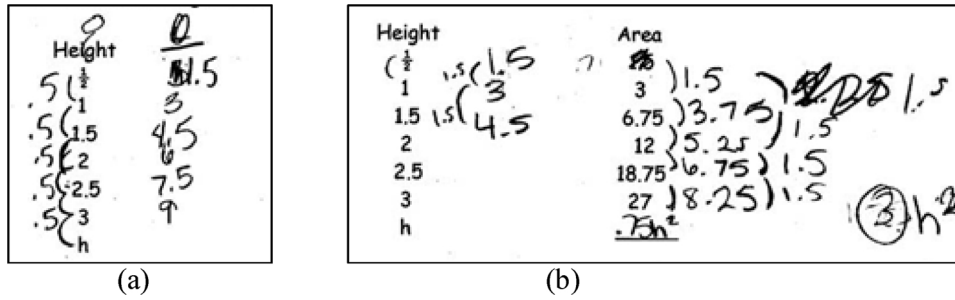 0 0
Height
.5 ( 1/2 1.5
1 3
.5 ( 1.5 4.5
.5 ( 2 6
.5 ( 2.5 7.5
.5 ( 3 9
h
(a)
Height Area
( 1/2 1.5 ( 1.5
1 3 3 ) 1.5 1.5
1.5 1.5 ( 4.5 6.75 ) 3.75
2 12 ) 5.25 ) 1.5
2.5 18.75 ) 6.75 ) 1.5
3 27 ) 8.25 ) 1.5
h .75h²
h²
(b)